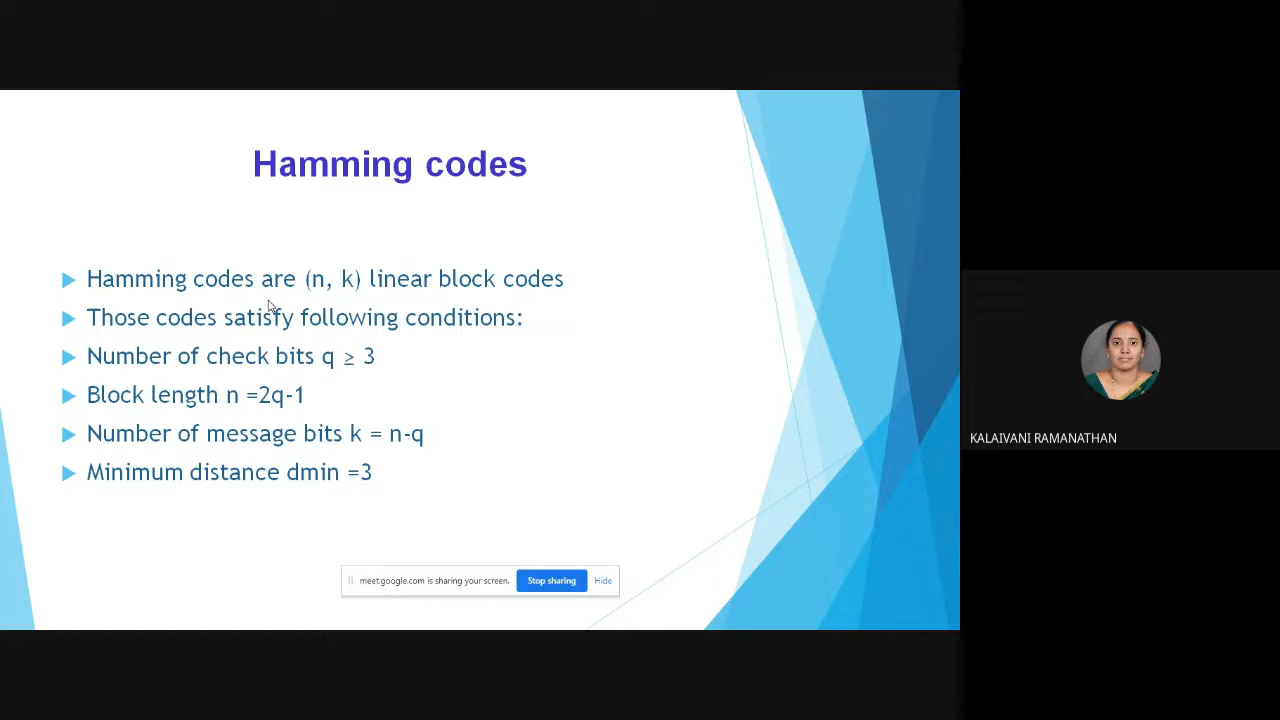 Hamming codes
Hamming codes are (n, k) linear block codes
Those codes satisfy following conditions:
Number of check bits q ≥ 3
Block length n =2q-1
Number of message bits k = n-q
Minimum distance dmin =3
meet.google.com is sharing your screen. Stop sharing Hide
KALAIVANI RAMANATHAN